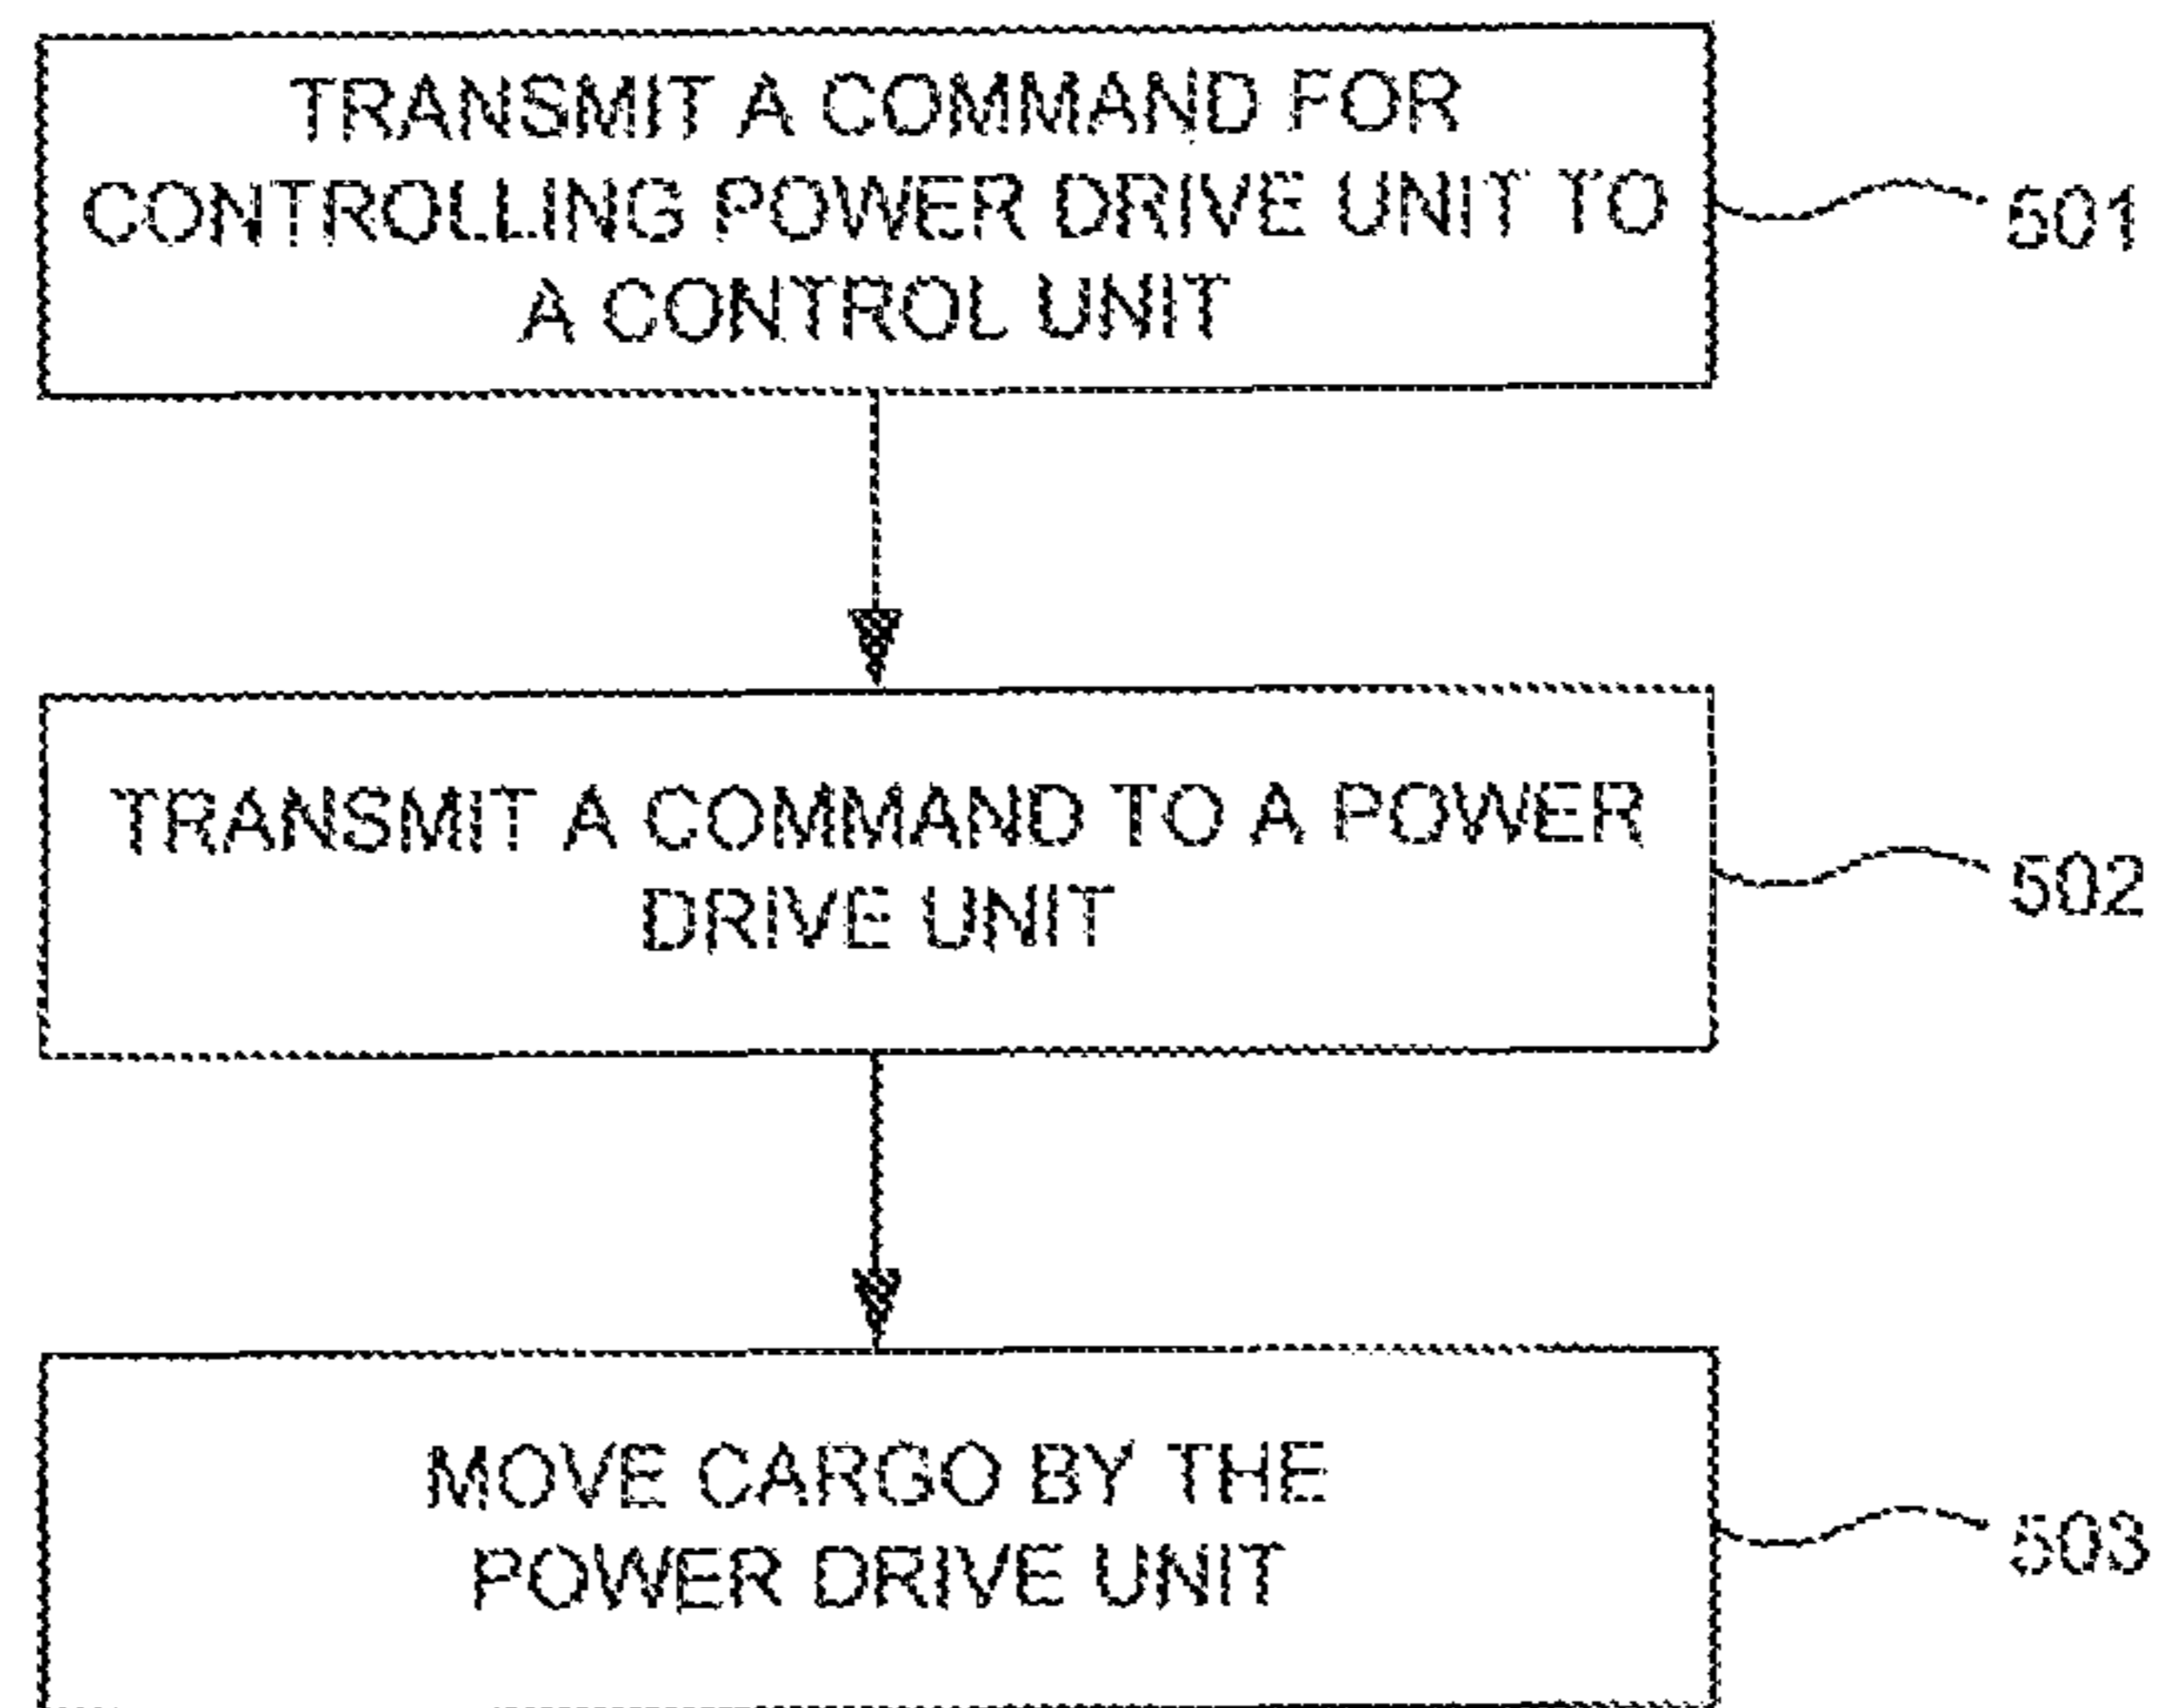 TRANSMIT A COMMAND FOR
CONTROLLING POWER DRIVE UNIT TO
A CONTROL UNIT
501
TRANSMIT A COMMAND TO A POWER
DRIVE UNIT
502
MOVE CARGO BY THE
POWER DRIVE UNIT
503